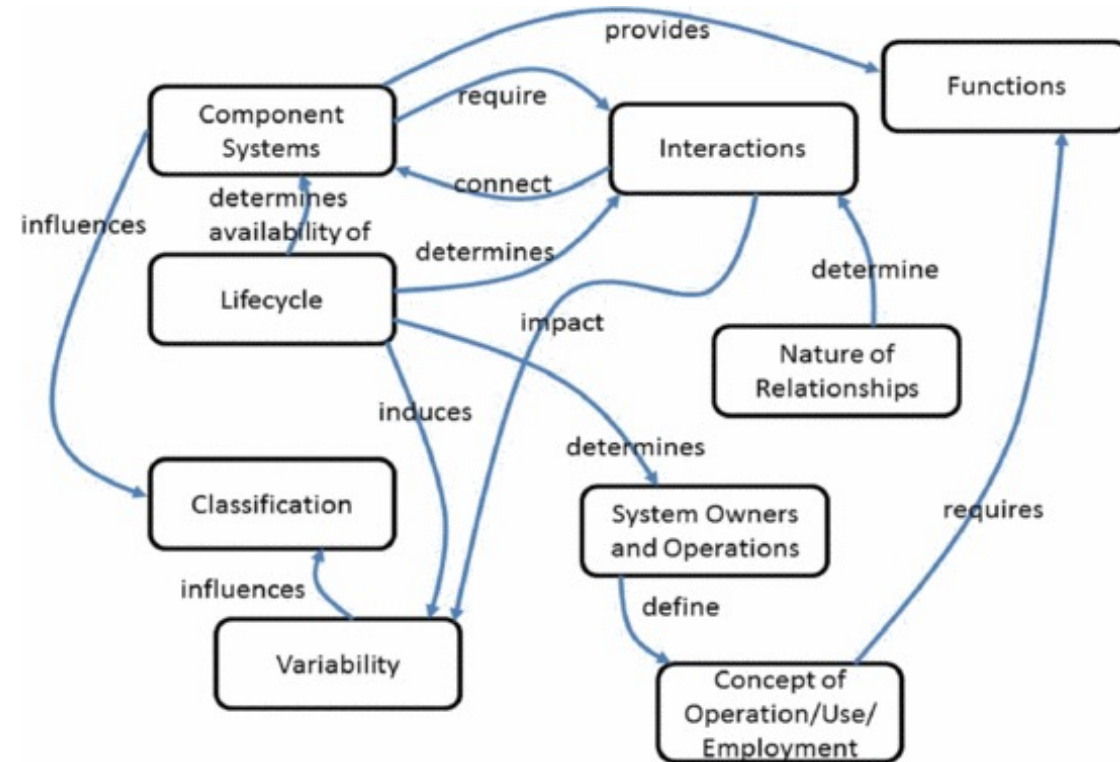 provides
Functions
Component
Systems
require
Interactions
connect
determines
availability of
influences
determines
determine
Lifecycle
impact
Nature of
Relationships
induces
determines
Classification
System Owners
and Operations
requires
influences
define
Variability
Concept of
Operation/Use/
Employment